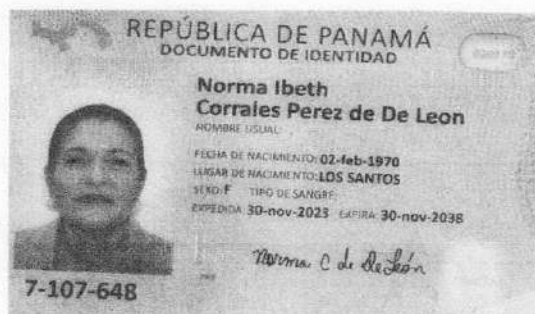 REPÚBLICA DE PANAMÁ
DOCUMENTO DE IDENTIDAD
Norma Ibeth
Corrales Perez de De Leon
NOMBRE USUAL:
FECHA DE NACIMIENTO: 02-feb-1970
LUGAR DE NACIMIENTO: LOS SANTOS
SEXO: F TIPO DE SANGRE:
EXPEDIDA: 30-nov-2023 EXPIRA: 30-nov-2038
Norma C de De León
7-107-648